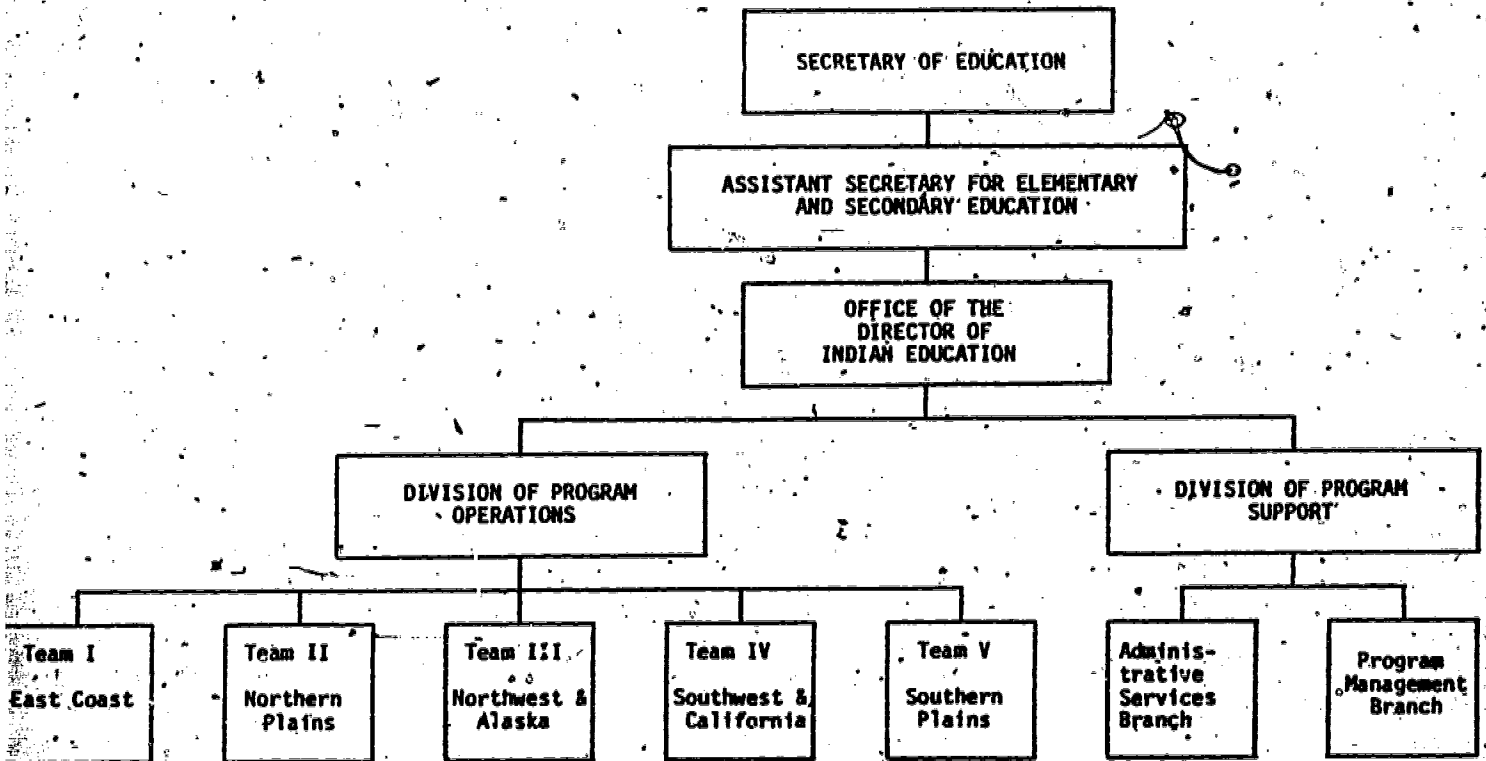 SECRETARY OF EDUCATION
ASSISTANT SECRETARY FOR ELEMENTARY
AND SECONDARY EDUCATION
OFFICE OF THE
DIRECTOR OF
INDIAN EDUCATION
DIVISION OF PROGRAM
OPERATIONS
DIVISION OF PROGRAM
SUPPORT
Team I
East Coast
Team II
Northern
Plains
Team III
Northwest &
Alaska
Team IV
Southwest &
California
Team V
Southern
Plains
Adminis-
trative
Services
Branch
Program
Management
Branch